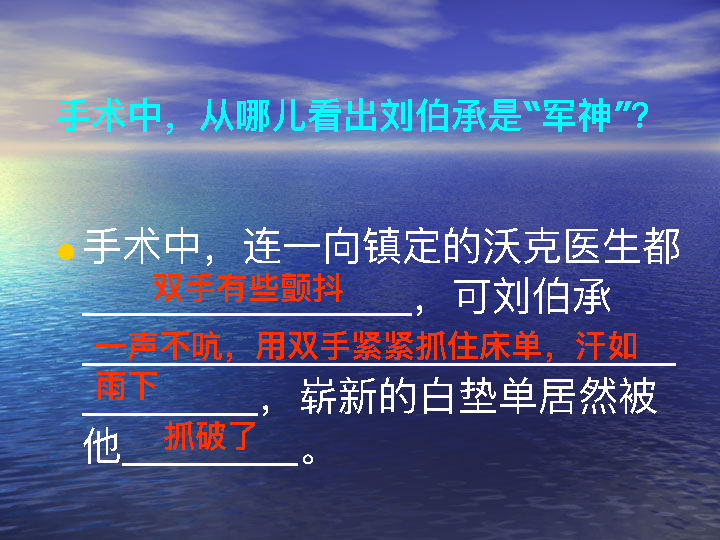 手术中，从哪儿看出刘伯承是“军神”？
手术中，连一向镇定的沃克医生都
双手有些颤抖，可刘伯承
一声不吭，用双手紧紧抓住床单，汗如
雨下，崭新的白垫单居然被
他抓破了。